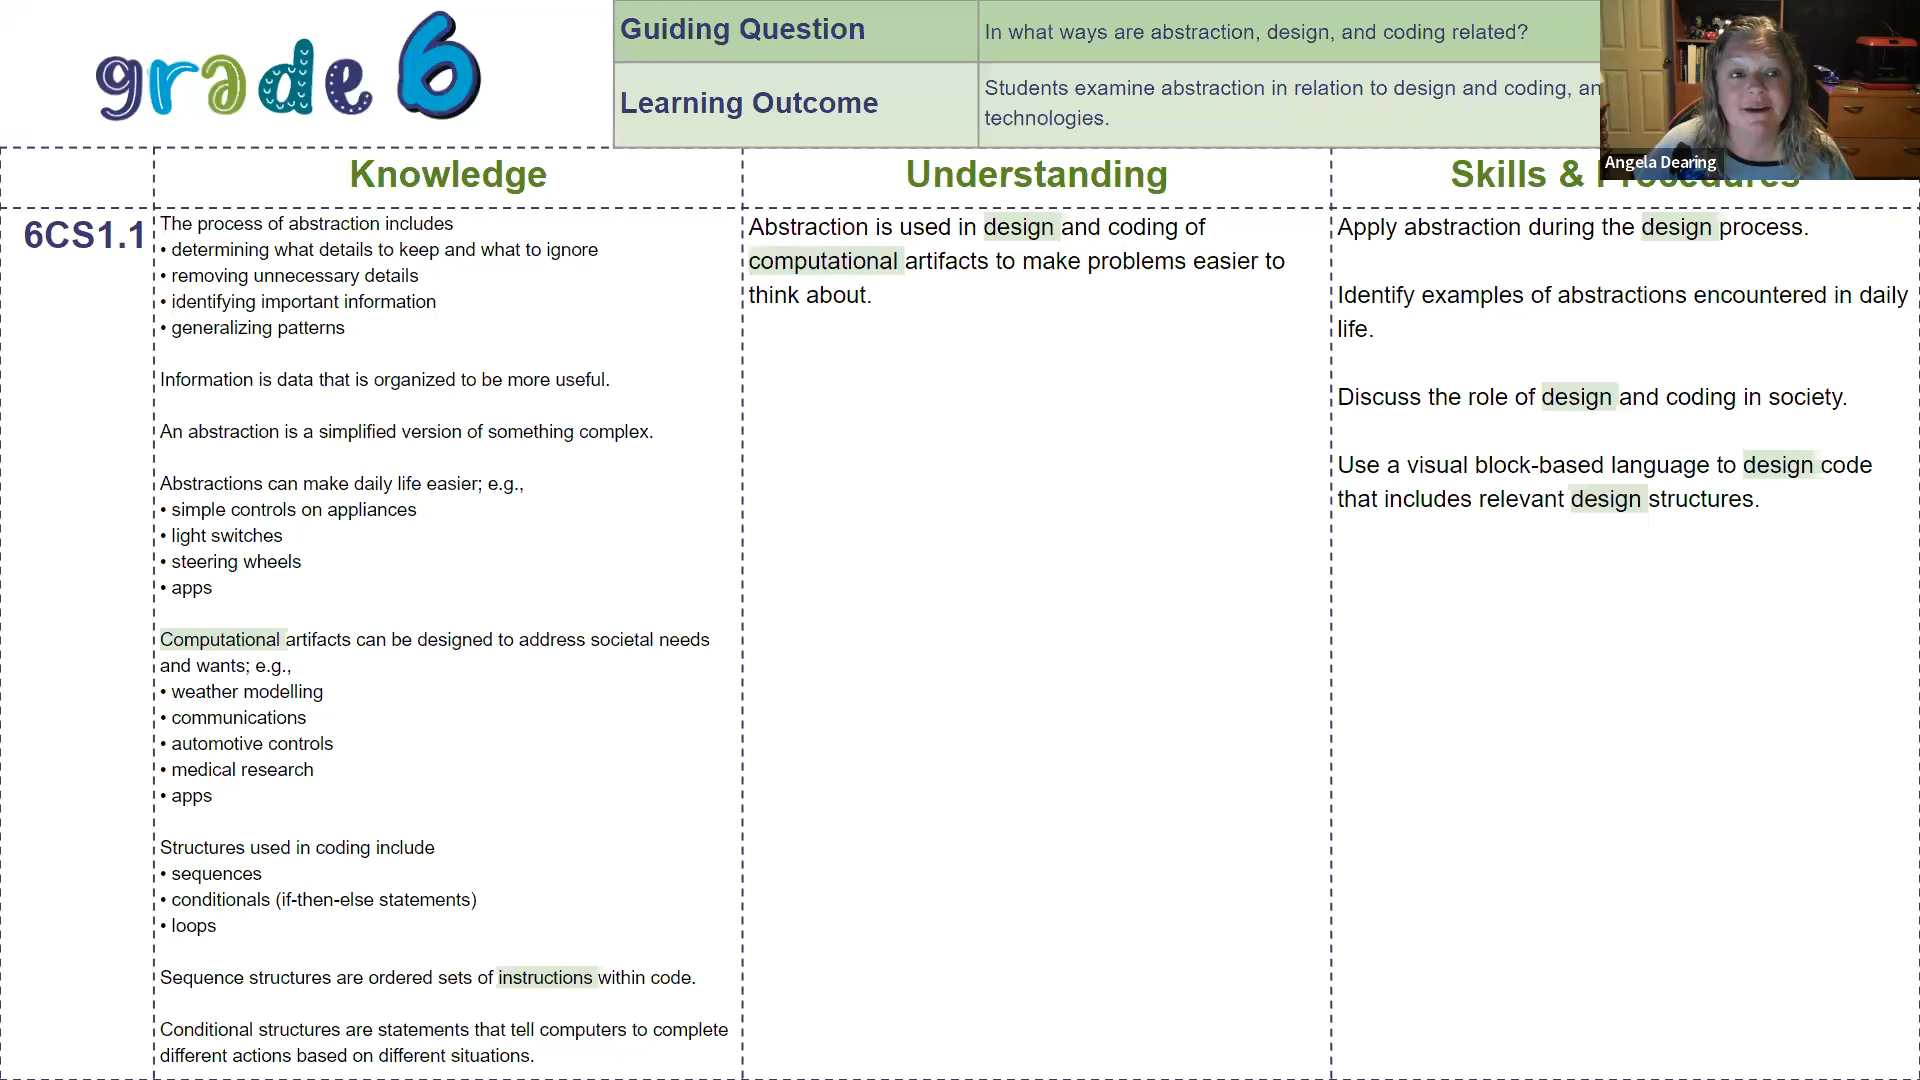 grade 6
Guiding Question
In what ways are abstraction, design, and coding related?
Learning Outcome
Students examine abstraction in relation to design and coding, an
technologies.
Angela Dearing
Knowledge
Understanding
Skills &
6CS1.1
The process of abstraction includes
• determining what details to keep and what to ignore
• removing unnecessary details
• identifying important information
• generalizing patterns
Information is data that is organized to be more useful.
An abstraction is a simplified version of something complex.
Abstractions can make daily life easier; e.g.,
• simple controls on appliances
• light switches
• steering wheels
• apps
Computational artifacts can be designed to address societal needs
and wants; e.g.,
• weather modelling
• communications
• automotive controls
• medical research
• apps
Structures used in coding include
• sequences
• conditionals (if-then-else statements)
• loops
Sequence structures are ordered sets of instructions within code.
Conditional structures are statements that tell computers to complete
different actions based on different situations.
Abstraction is used in design and coding of
computational artifacts to make problems easier to
think about.
Apply abstraction during the design process.
Identify examples of abstractions encountered in daily
life.
Discuss the role of design and coding in society.
Use a visual block-based language to design code
that includes relevant design structures.